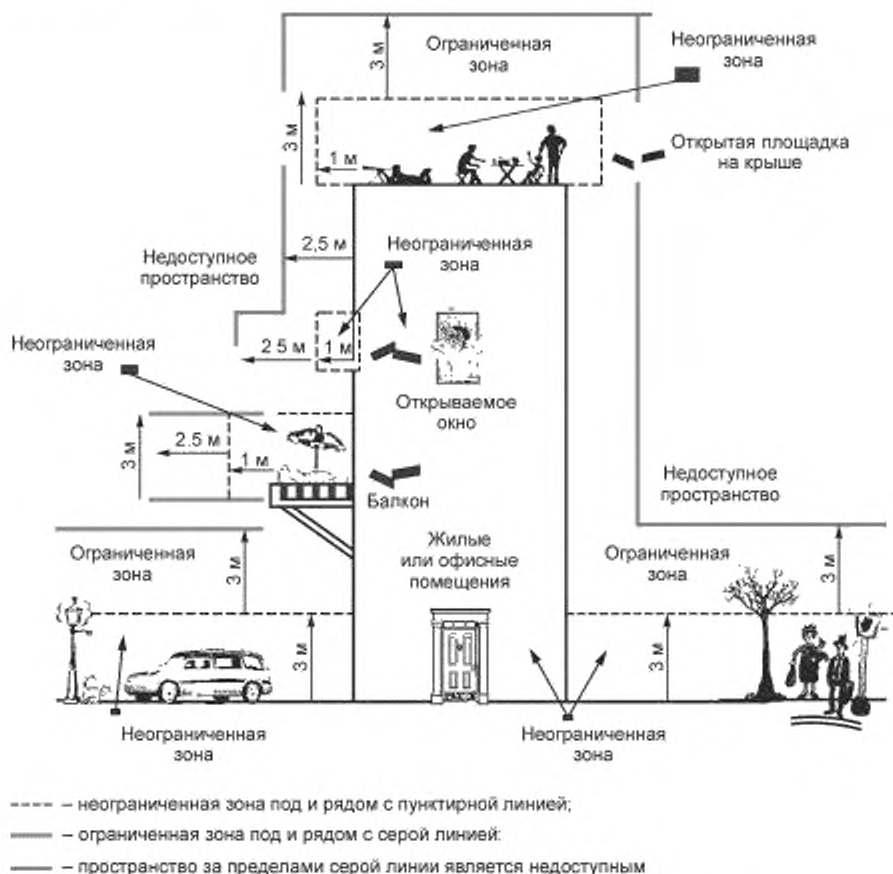 3 м
Ограниченная
зона
Неограниченная
зона
3 м
1 м
Открытая площадка
на крыше
Недоступное
пространство
2,5 м
Неограниченная
зона
Неограниченная
зона
2 5 м
1 м
Открываемое
окно
3 м
2.5 м
1 м
Балкон
Недоступное
пространство
Ограниченная
зона
3 м
Жилые
или офисные
помещения
Ограниченная
зона
3 м
3 м
3 м
Неограниченная
зона
Неограниченная
зона
– неограниченная зона под и рядом с пунктирной линией;
– ограниченная зона под и рядом с серой линией:
– пространство за пределами серой линии является недоступным